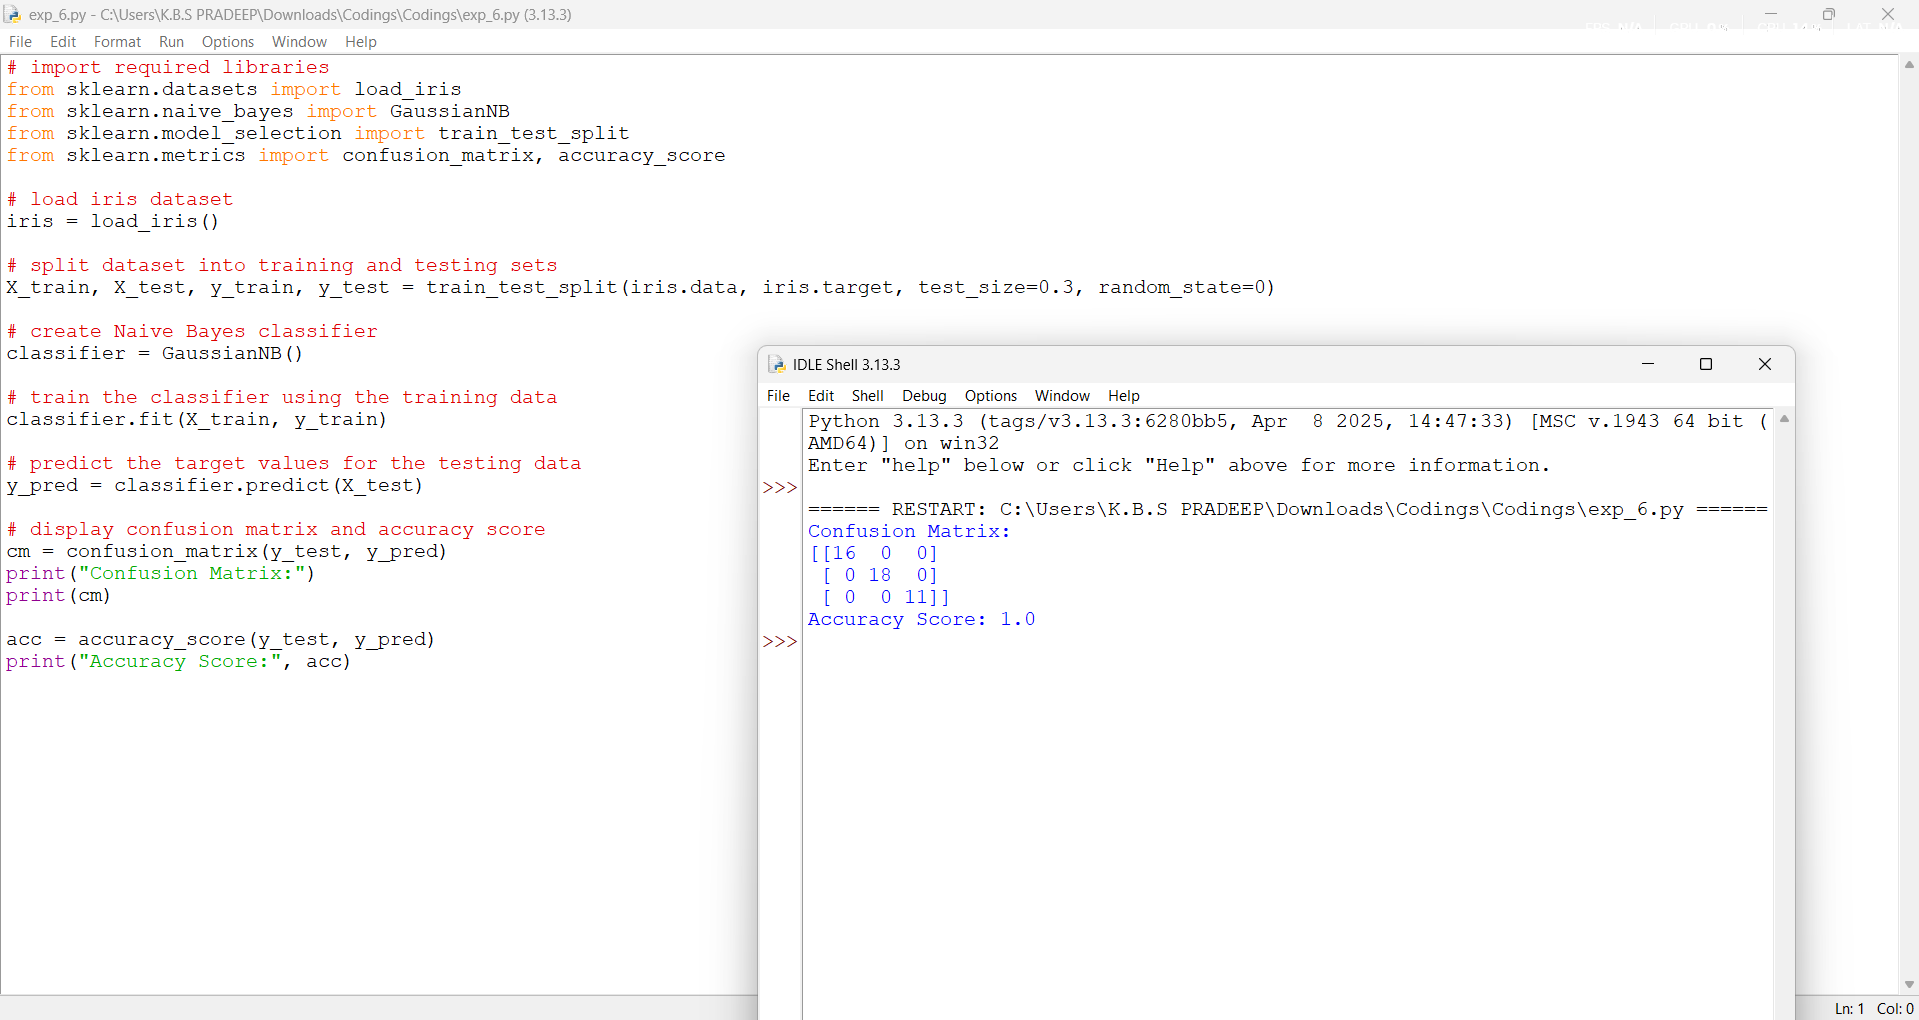 exp_6.py - C:\Users\K.B.S PRADEEP\Downloads\Codings\Codings\exp_6.py (3.13.3)
File Edit Format Run Options Window Help
# import required libraries
from sklearn.datasets import load_iris
from sklearn.naive_bayes import GaussianNB
from sklearn.model_selection import train_test_split
from sklearn.metrics import confusion_matrix, accuracy_score
# load iris dataset
iris = load_iris()
# split dataset into training and testing sets
X_train, X_test, y_train, y_test = train_test_split(iris.data, iris.target, test_size=0.3, random_state=0)
# create Naive Bayes classifier
classifier = GaussianNB()
# train the classifier using the training data
classifier.fit(X_train, y_train)
# predict the target values for the testing data
y_pred = classifier.predict(X_test)
# display confusion matrix and accuracy score
cm = confusion_matrix(y_test, y_pred)
print("Confusion Matrix:")
print(cm)
acc = accuracy_score(y_test, y_pred)
print("Accuracy Score:", acc)
IDLE Shell 3.13.3
File Edit Shell Debug Options Window Help
Python 3.13.3 (tags/v3.13.3:6280bb5, Apr  8 2025, 14:47:33) [MSC v.1943 64 bit (
AMD64)] on win32
Enter "help" below or click "Help" above for more information.
>>>
====== RESTART: C:\Users\K.B.S PRADEEP\Downloads\Codings\Codings\exp_6.py ======
Confusion Matrix:
[[16  0  0]
 [ 0 18  0]
 [ 0  0 11]]
Accuracy Score: 1.0
>>>
Ln: 1 Col: 0